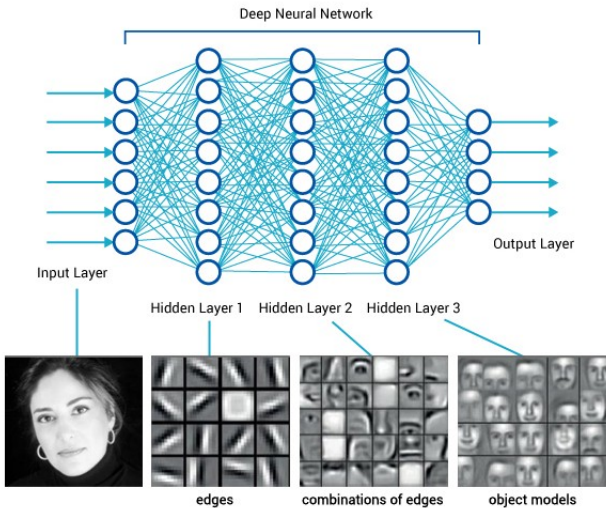 Deep Neural Network
Input Layer
Output Layer
Hidden Layer 1
Hidden Layer 2
Hidden Layer 3
edges
combinations of edges
object models